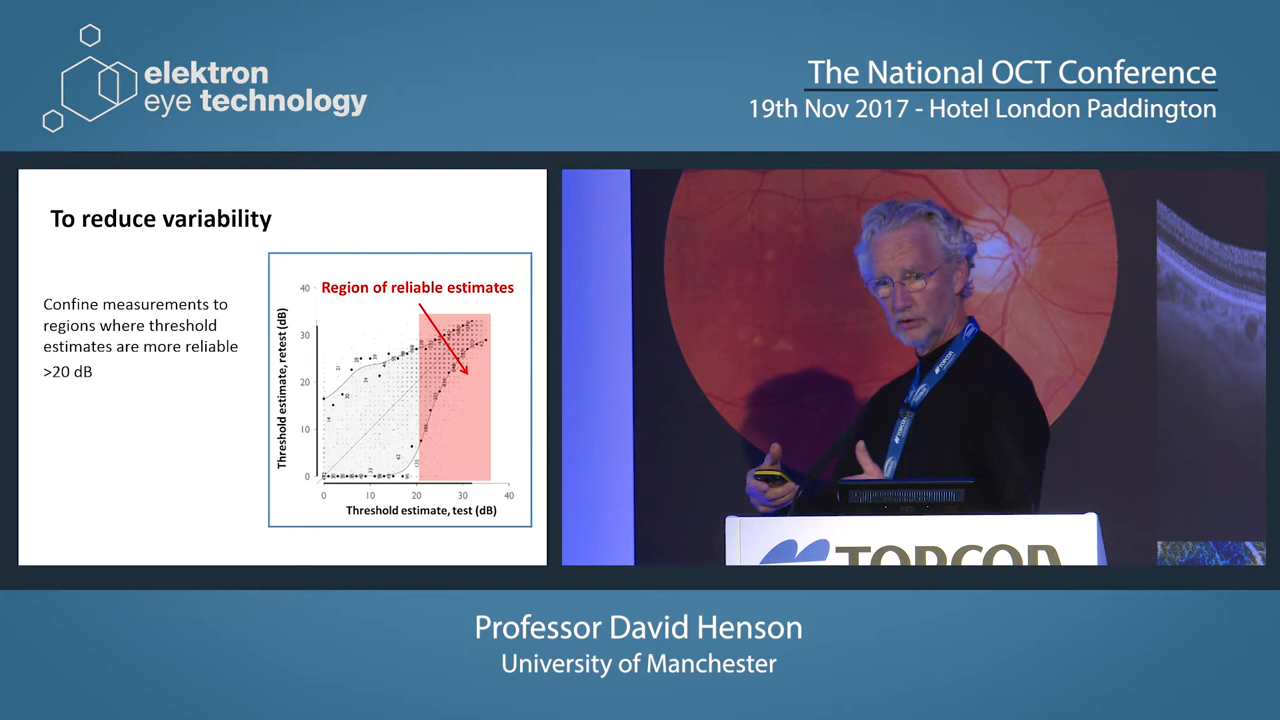 elektron
eye technology
The National OCT Conference
19th Nov 2017 - Hotel London Paddington
To reduce variability
Confine measurements to
regions where threshold
estimates are more reliable
>20 dB
Region of reliable estimates
Threshold estimate, retest (dB)
40
30
20
10
0
0
10
20
30
40
Threshold estimate, test (dB)
TOPCON
TOPCON
TOPCON
Professor David Henson
University of Manchester